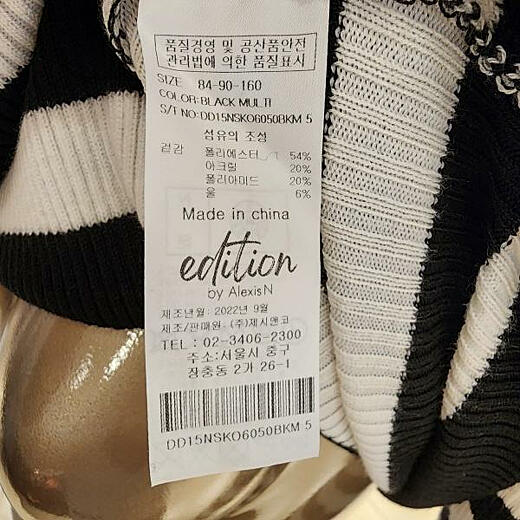 품질경영 및 공산품안전
관리법에 의한 품질표시
SIZE 84-90-160
COLOR:BLACK MULTI
S/T NO:DD15NSKO6050BKM 5
섬유의 조성
겉감 폴리에스터 54%
아크릴 20%
폴리아미드 20%
울 6%
Made in china
edition
by AlexisN
제조년월 : 2022년 9월
제조/판매원 : (주)제시앤코
TEL : 02-3406-2300
주소:서울시 중구
장충동 2가 26-1
DD15NSKO6050BKM 5